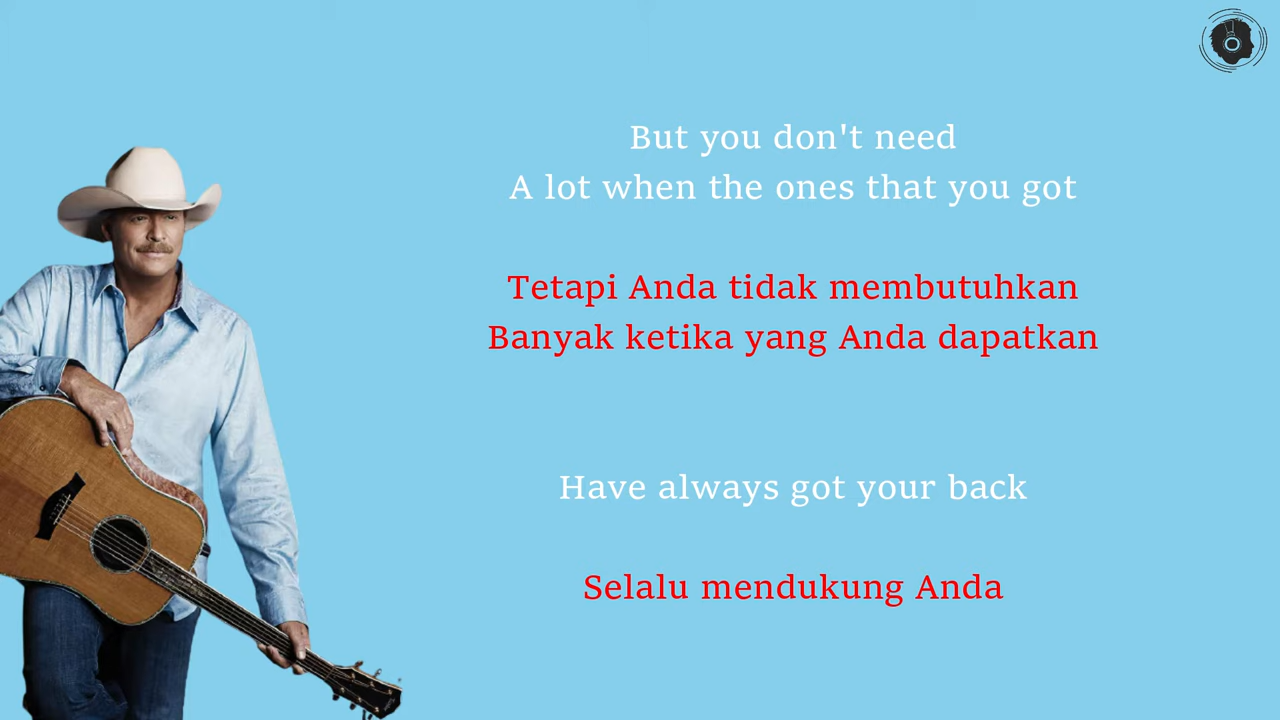 But you don't need
A lot when the ones that you got
Tetapi Anda tidak membutuhkan
Banyak ketika yang Anda dapatkan
Have always got your back
Selalu mendukung Anda